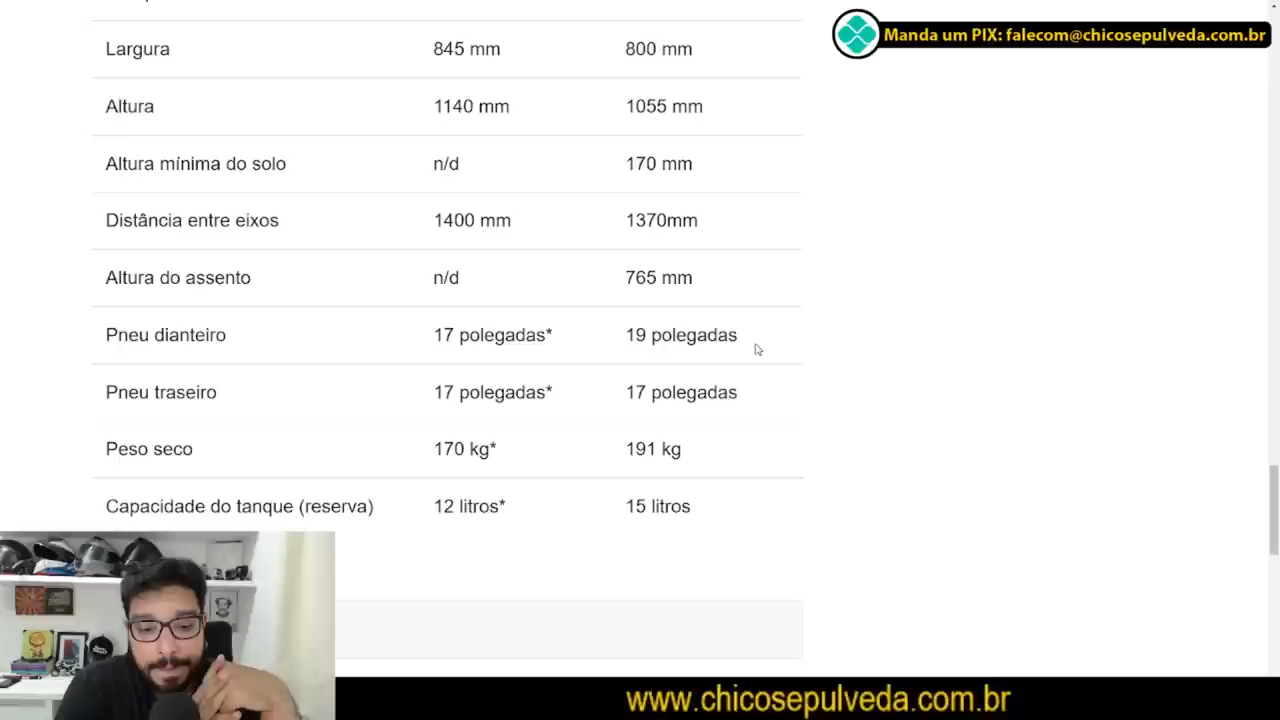 Manda um PIX: falecom@chicosepulveda.com.br
Largura 845 mm 800 mm
Altura 1140 mm 1055 mm
Altura mínima do solo n/d 170 mm
Distância entre eixos 1400 mm 1370mm
Altura do assento n/d 765 mm
Pneu dianteiro 17 polegadas* 19 polegadas
Pneu traseiro 17 polegadas* 17 polegadas
Peso seco 170 kg* 191 kg
Capacidade do tanque (reserva) 12 litros* 15 litros
www.chicosepulveda.com.br